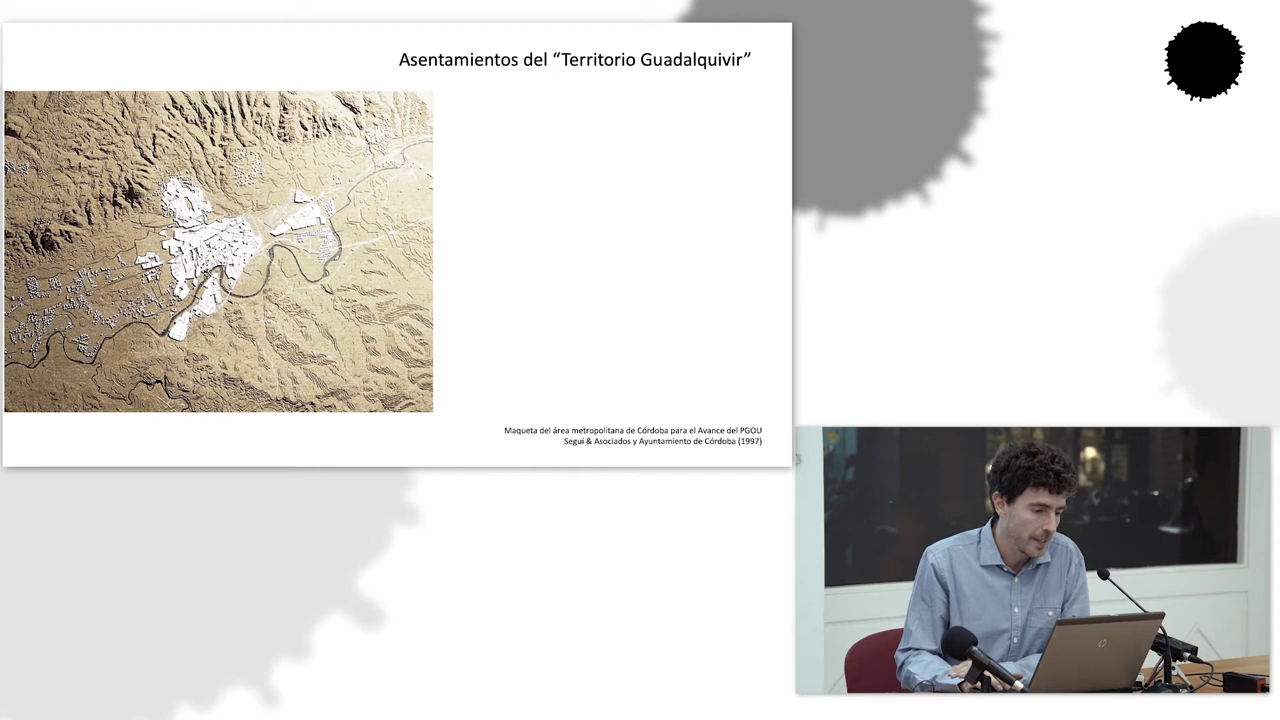 Asentamientos del “Territorio Guadalquivir”
Maqueta del área metropolitana de Córdoba para el Avance del PGOU
Seguí & Asociados y Ayuntamiento de Córdoba (1997)
hp